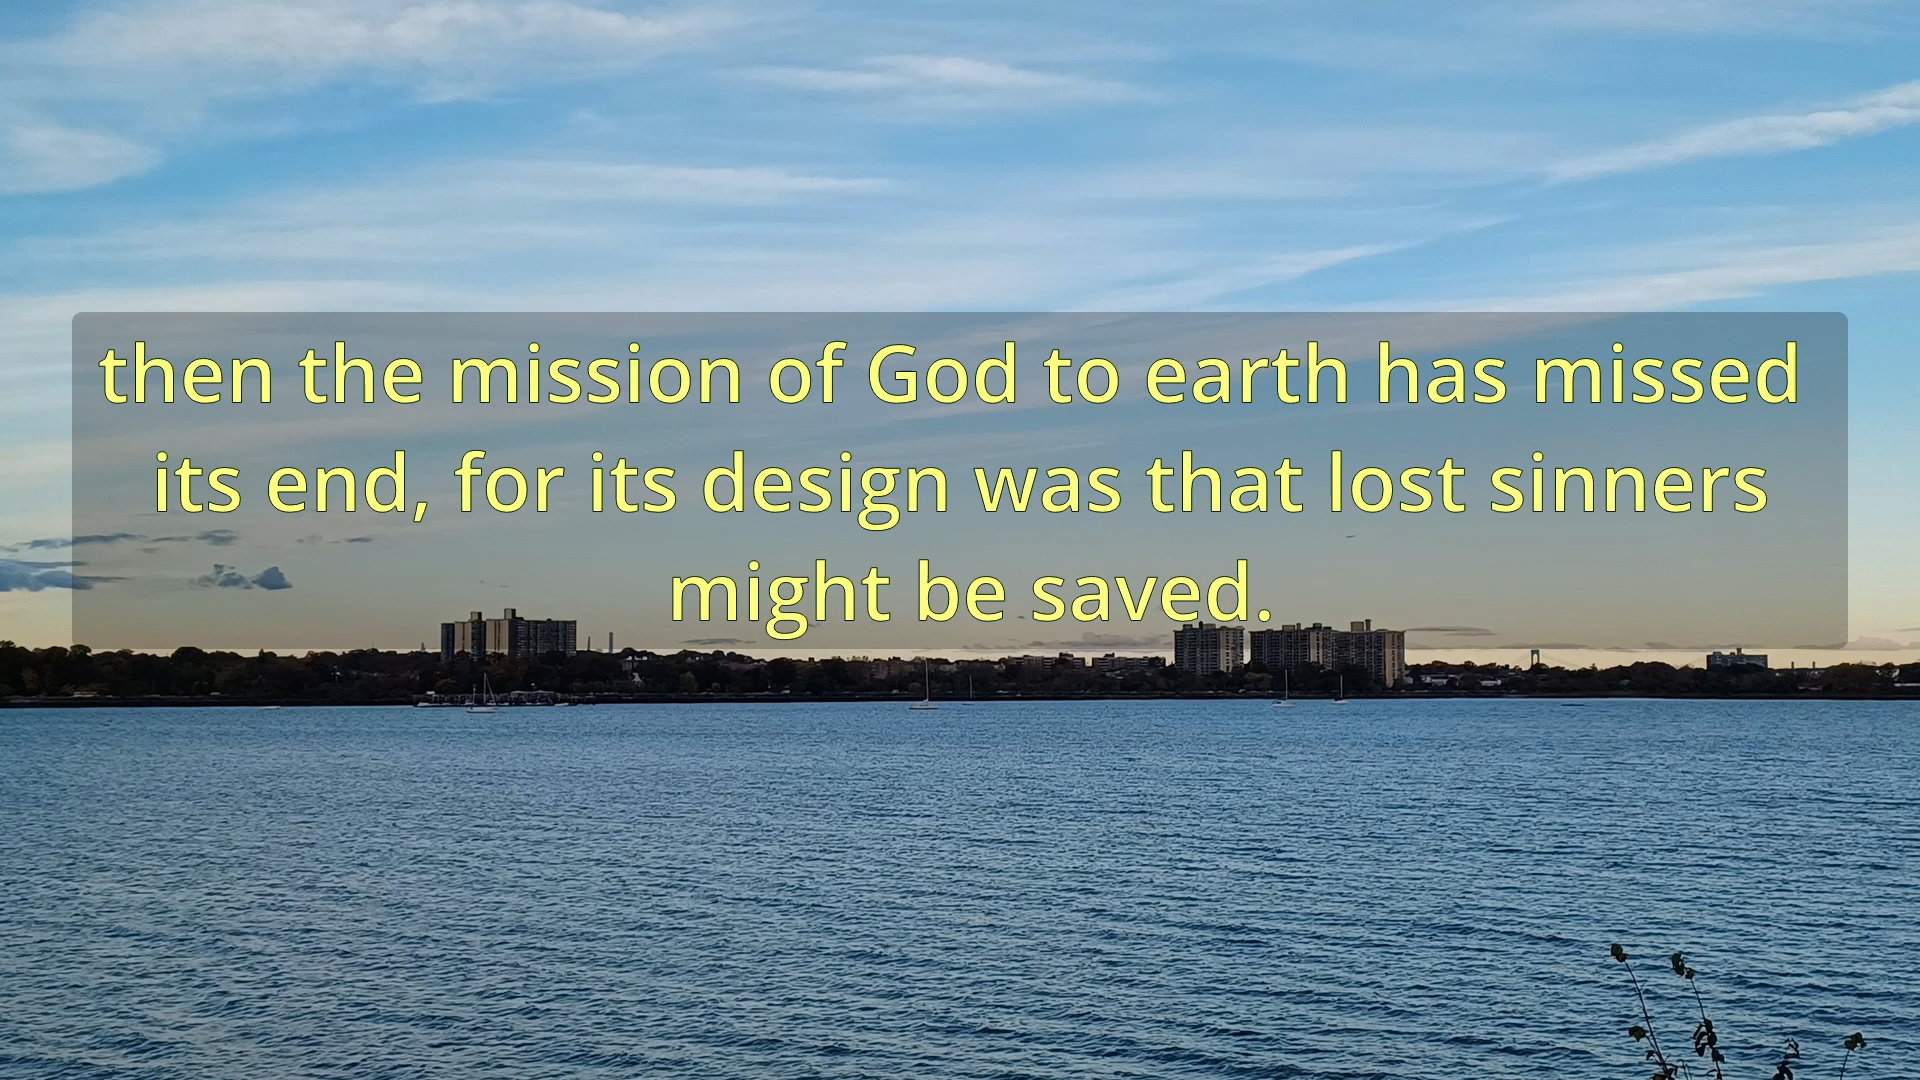 then the mission of God to earth has missed
its end, for its design was that lost sinners
might be saved.